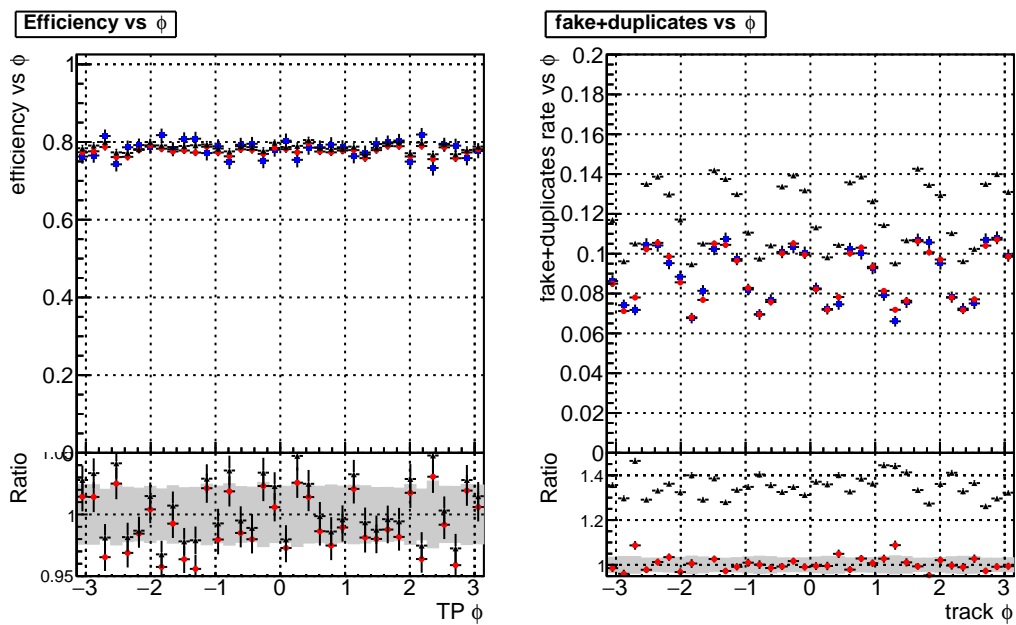 Efficiency vs ϕ
efficiency vs ϕ
1
0.8
0.6
0.4
0.2
0
Ratio
1
0.95
−3 −2 −1 0 1 2 3
TP ϕ
fake+duplicates vs ϕ
fake+duplicates rate vs ϕ
0.2
0.18
0.16
0.14
0.12
0.1
0.08
0.06
0.04
0.02
0
Ratio
1.4
1.2
1
−3 −2 −1 0 1 2 3
track ϕ